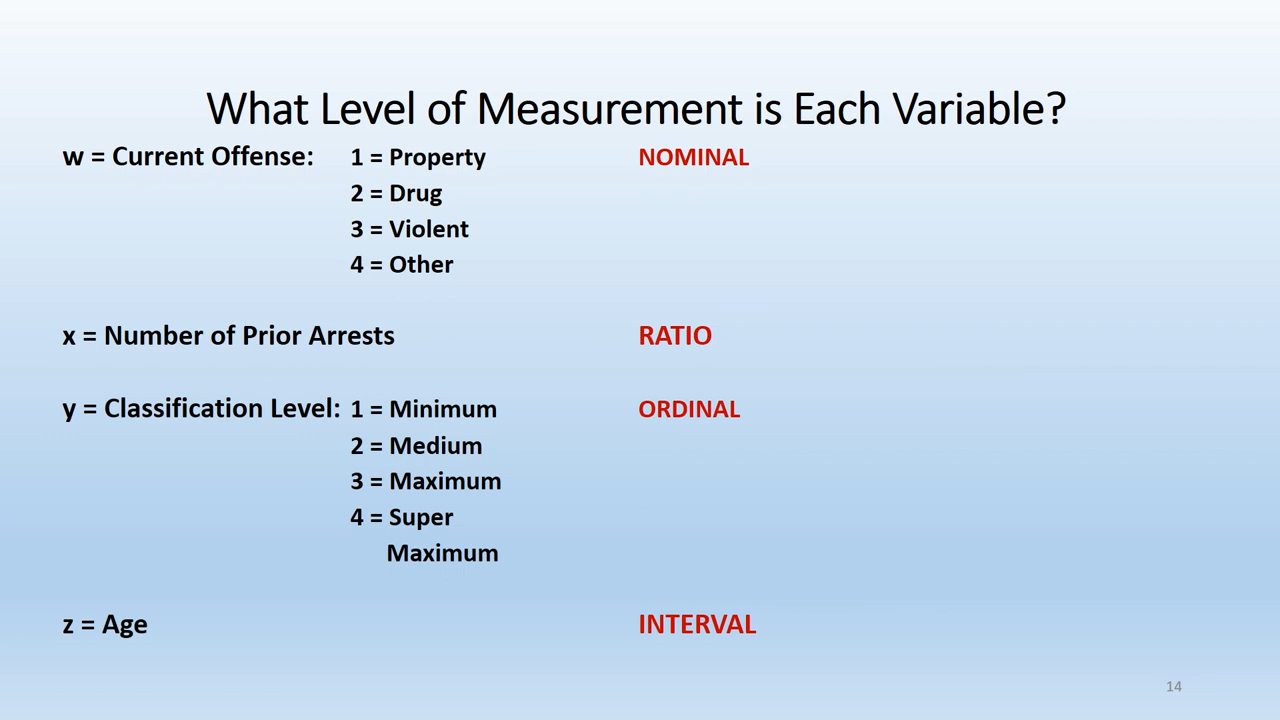 What Level of Measurement is Each Variable?
w = Current Offense: 1 = Property NOMINAL
2 = Drug
3 = Violent
4 = Other
x = Number of Prior Arrests RATIO
y = Classification Level: 1 = Minimum ORDINAL
2 = Medium
3 = Maximum
4 = Super
Maximum
z = Age INTERVAL
14